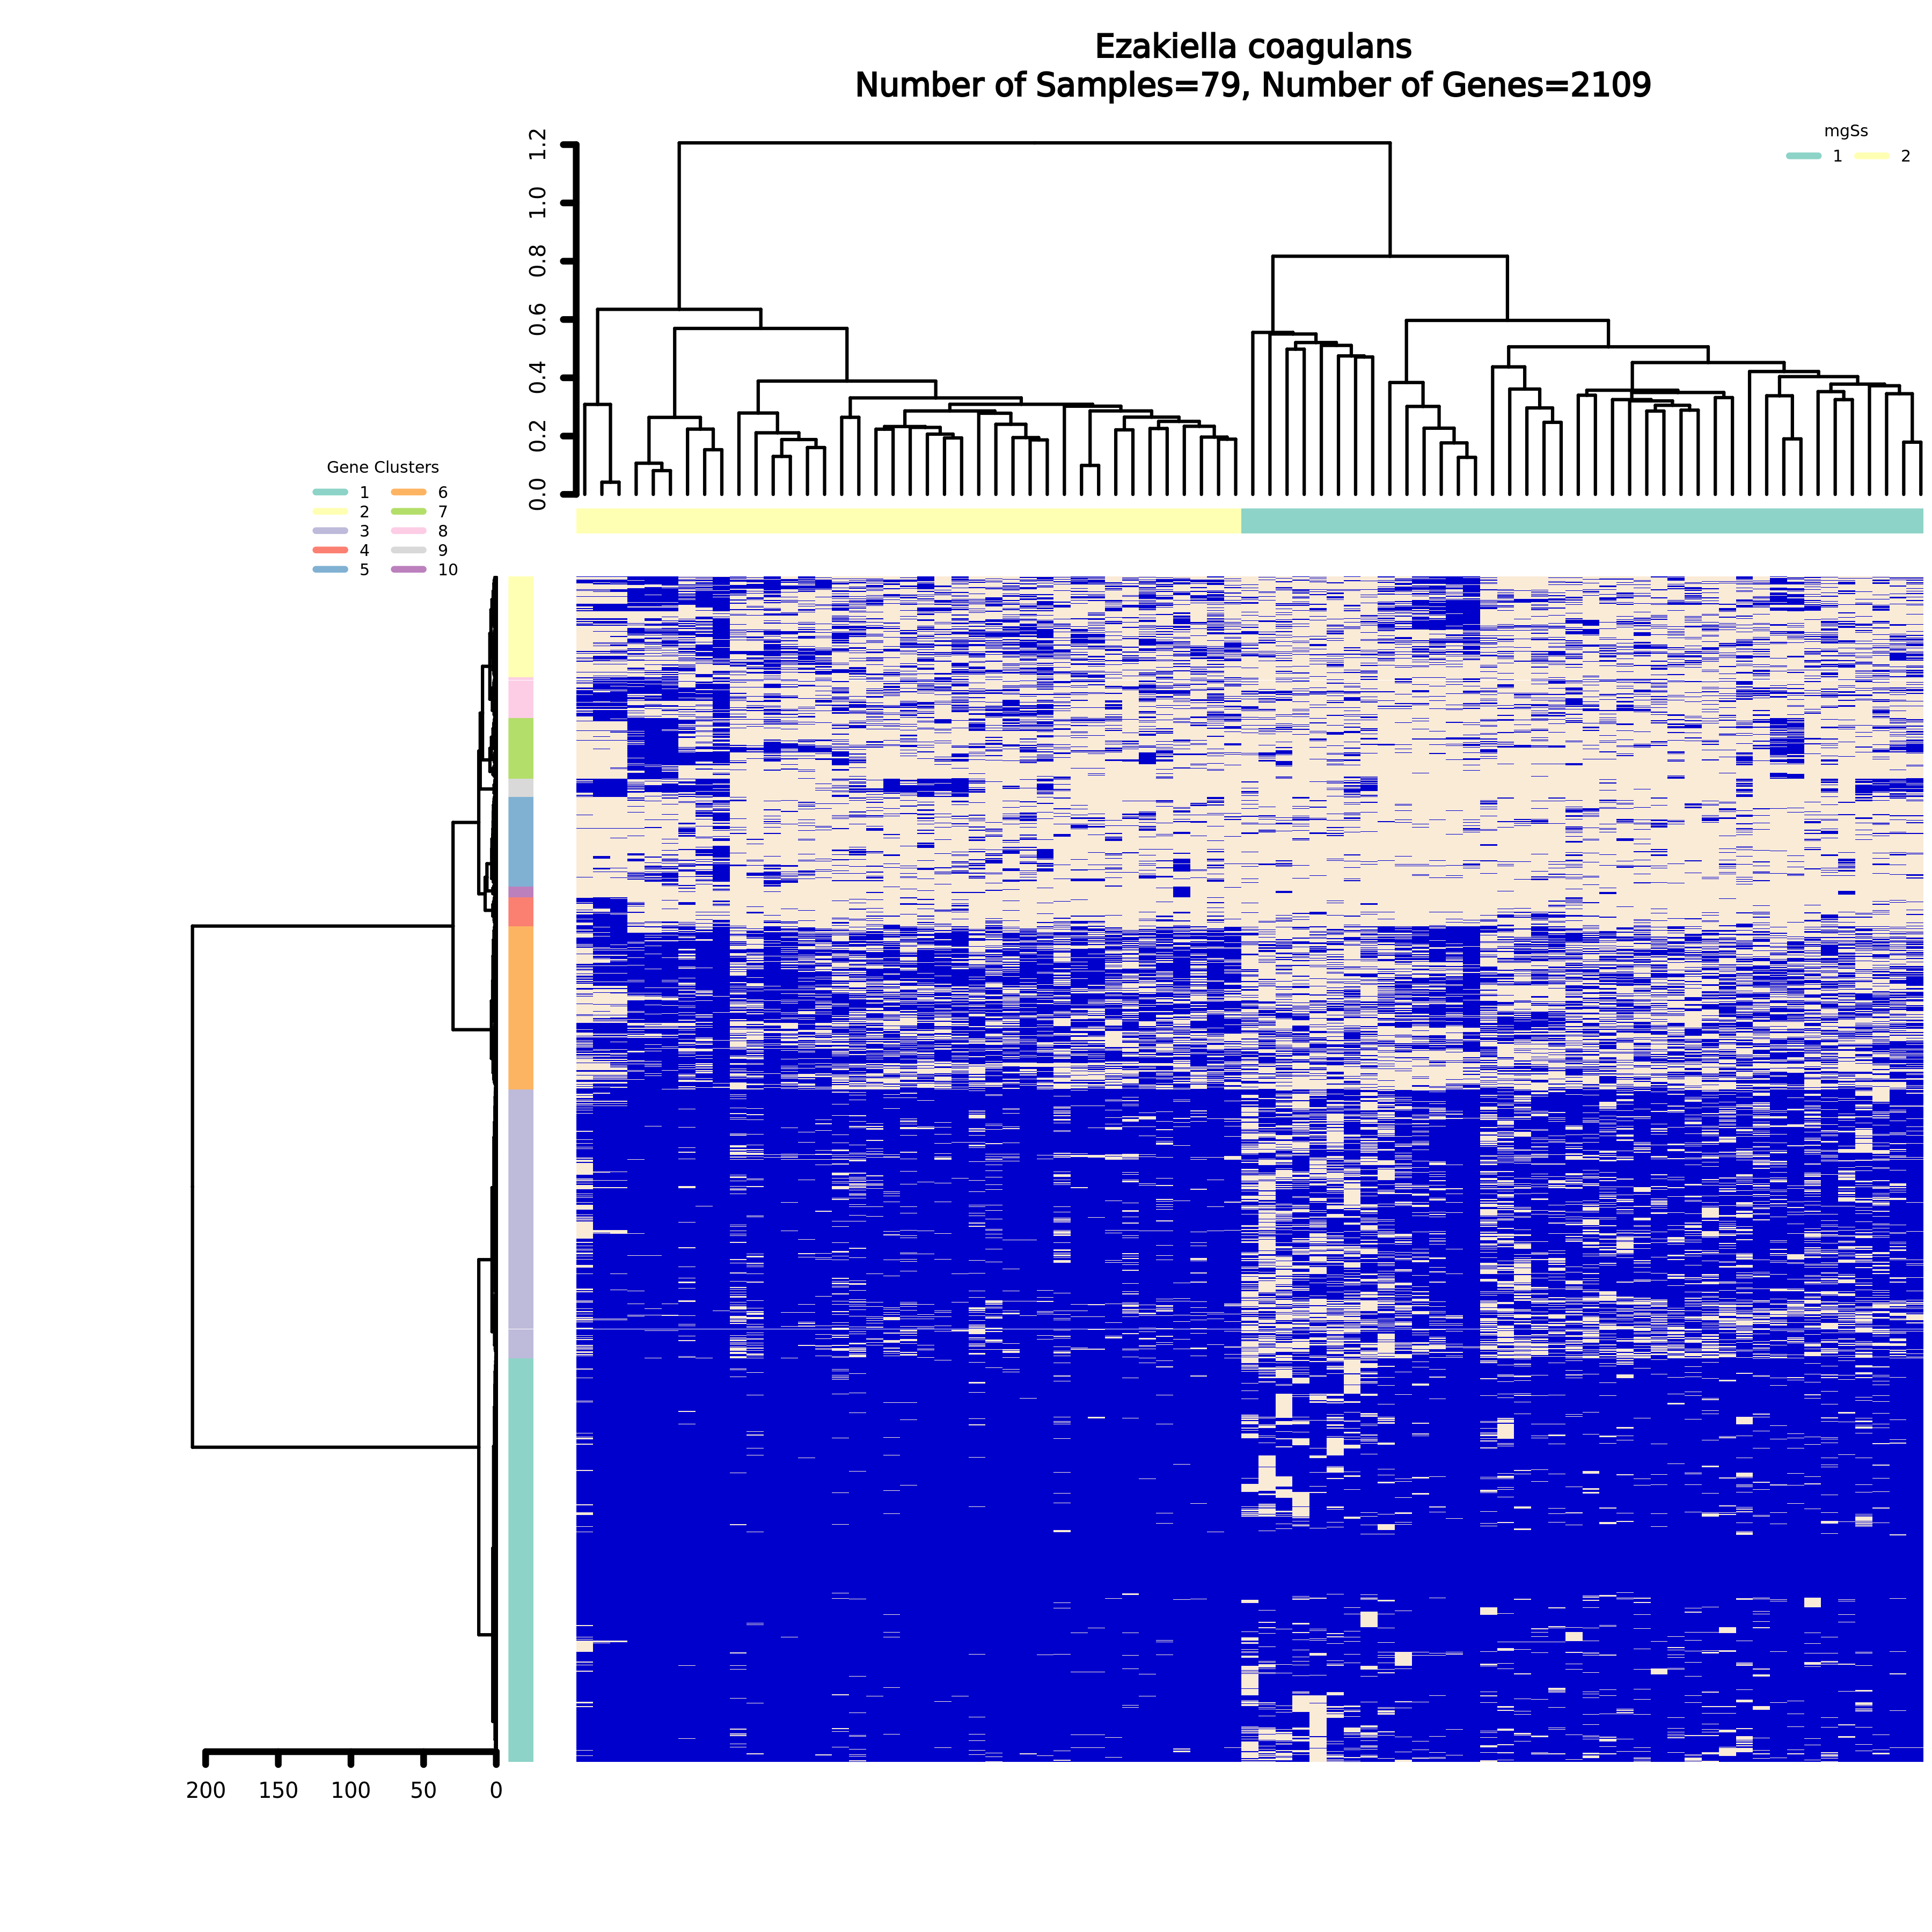 Ezakiella coagulans
Number of Samples=79, Number of Genes=2109
mgSs
1 2
1.2
1.0
0.8
0.6
0.4
0.2
0.0
Gene Clusters
1 6
2 7
3 8
4 9
5 10
200 150 100 50 0